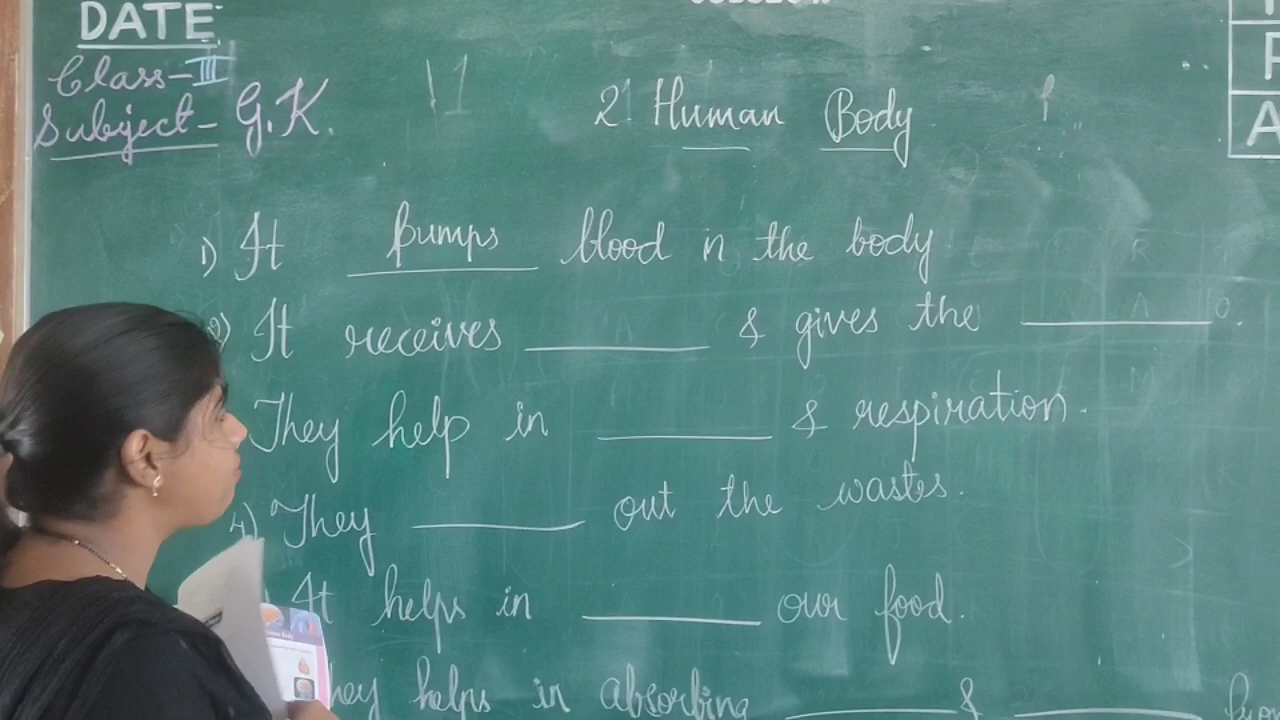 DATE
Class-III
Subject- G.K.
2. Human Body
1) It pumps blood in the body
2) It receives ______ & gives the ______.
They help in ______ & respiration.
4) They ______ out the wastes.
It helps in ______ our food.
hey helps in absorbing ______ & ______
P
A